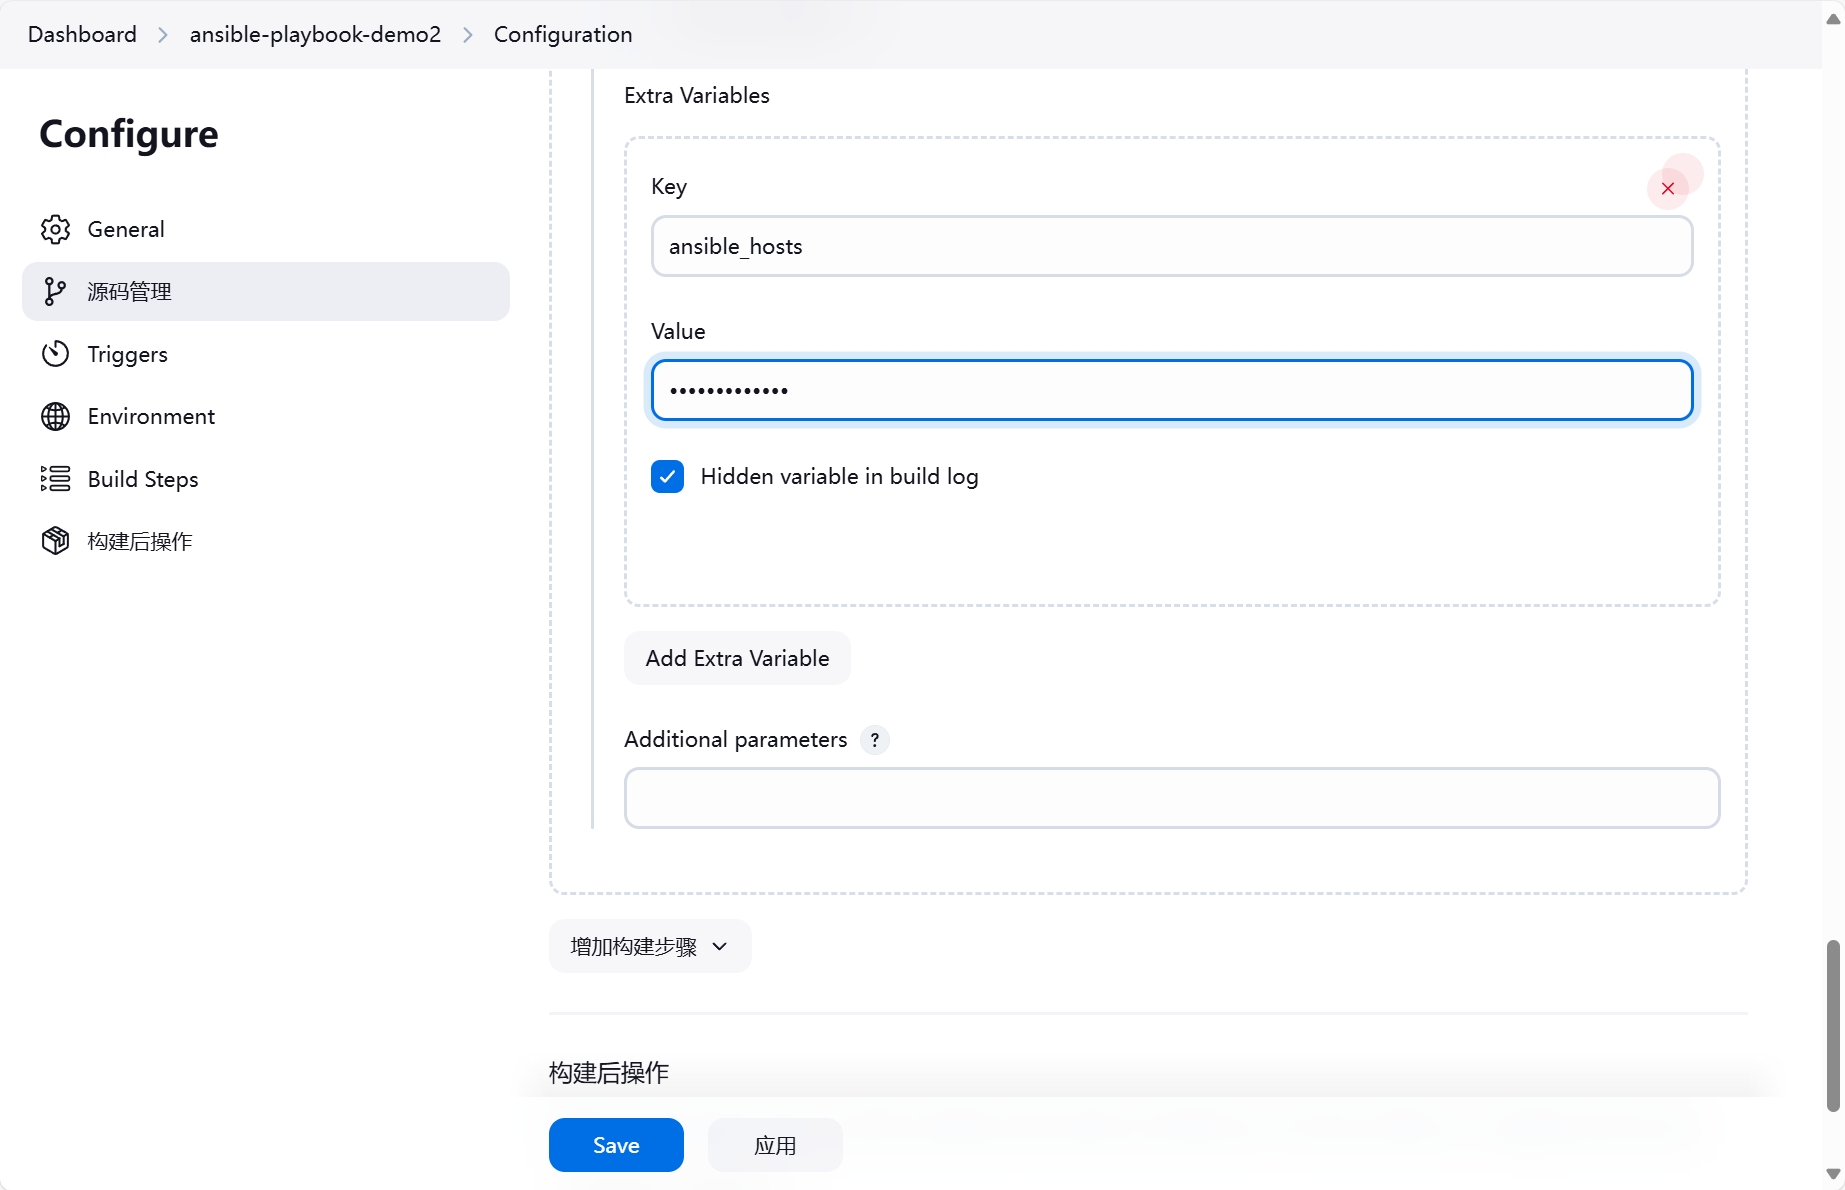 Dashboard > ansible-playbook-demo2 > Configuration
Configure
General
源码管理
Triggers
Environment
Build Steps
构建后操作
Extra Variables
Key
ansible_hosts
Value
•••••••••••••
Hidden variable in build log
Add Extra Variable
Additional parameters ?
增加构建步骤
构建后操作
Save
应用